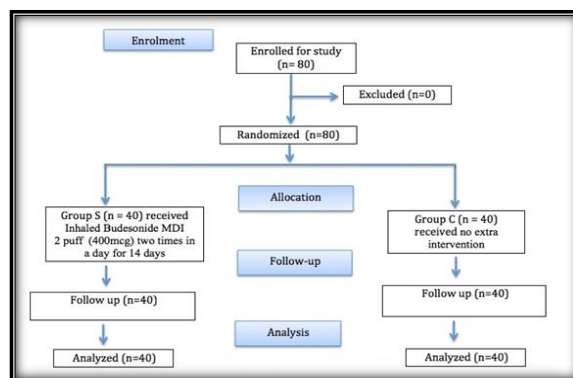 Enrolment
Enrolled for study
(n= 80)
Excluded (n=0)
Randomized (n=80)
Allocation
Group S (n = 40) received
Inhaled Budesonide MDI
2 puff (400mcg) two times in
a day for 14 days
Group C (n= 40)
received no extra
intervention
Follow-up
Follow up (n=40)
Follow up (n=40)
Analysis
Analyzed (n=40)
Analyzed (n=40)